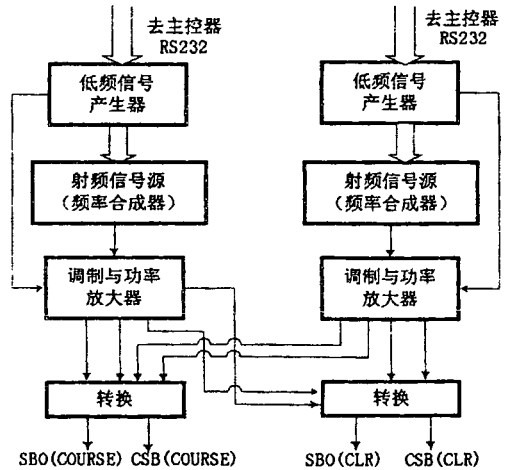 去主控器
RS232
去主控器
RS232
低频信号
产生器
低频信号
产生器
射频信号源
（频率合成器）
射频信号源
（频率合成器）
调制与功率
放大器
调制与功率
放大器
转换
转换
SBO(COURSE) CSB(COURSE)
SBO(CLR) CSB(CLR)